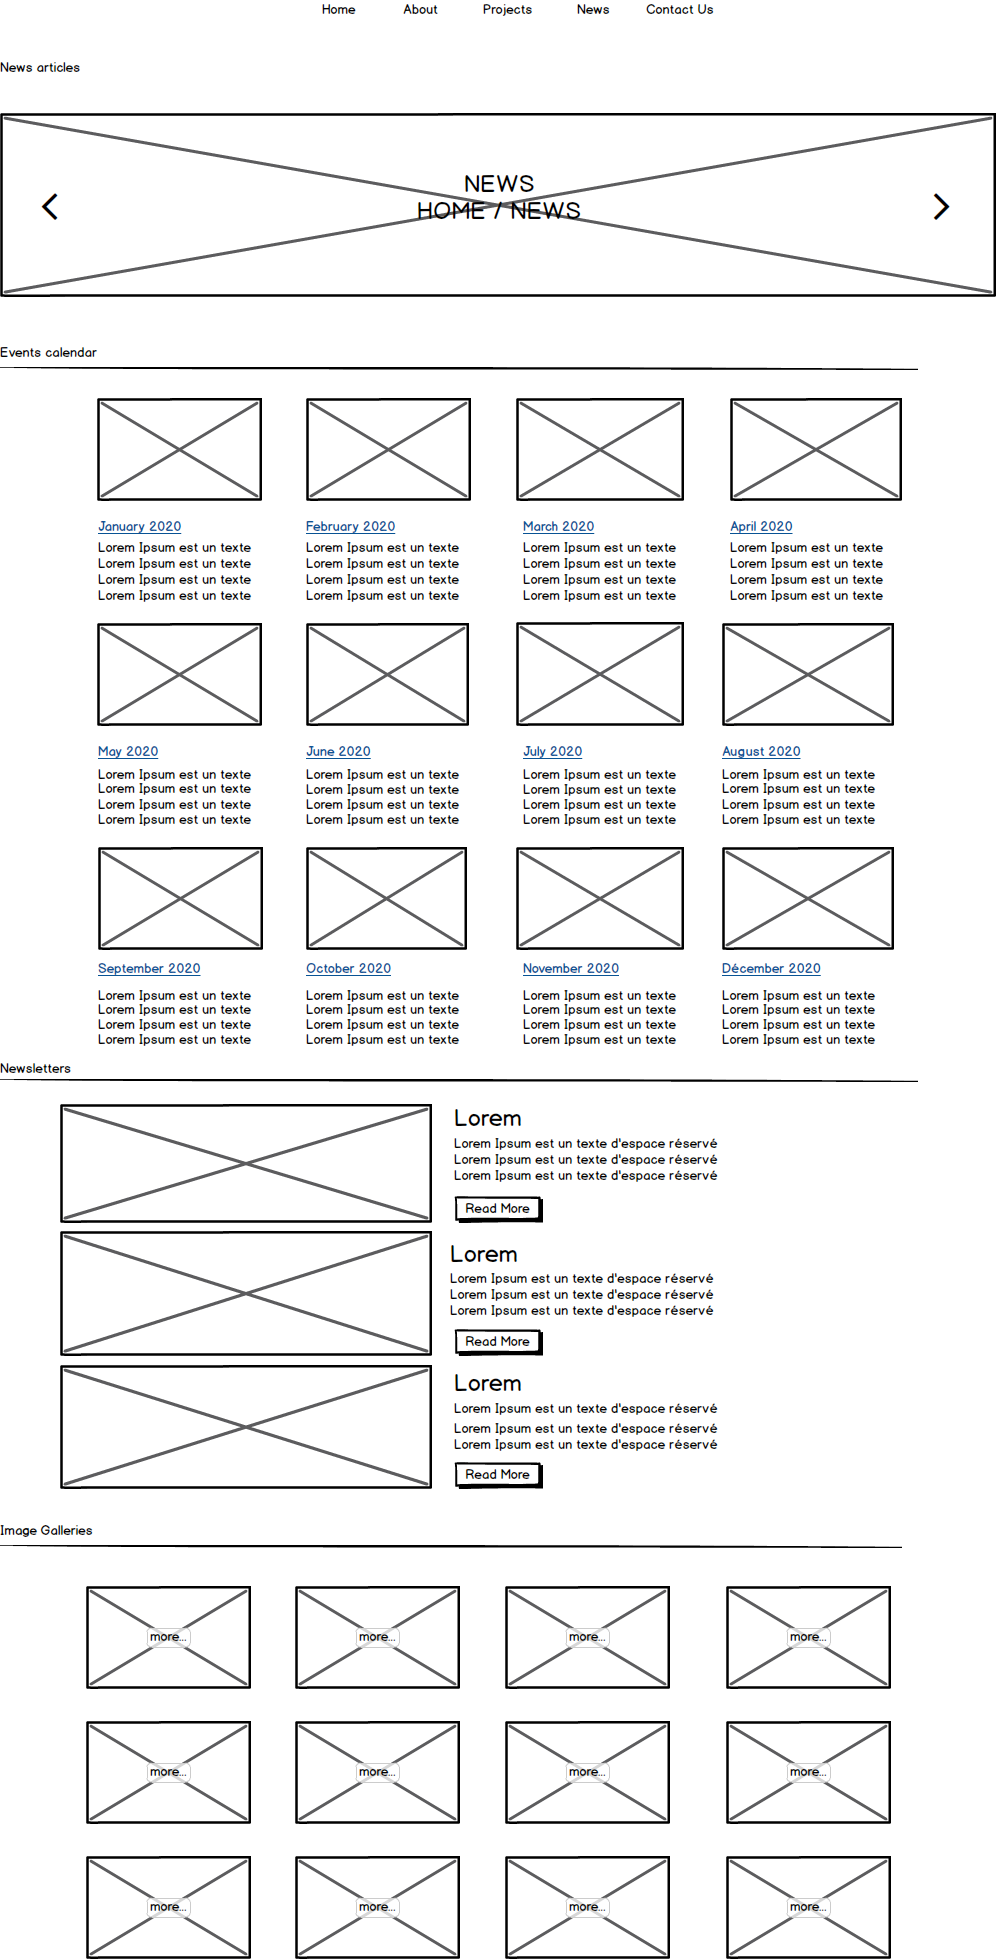 Home About Projects News Contact Us
News articles
NEWS
HOME / NEWS
Events calendar
January 2020
Lorem Ipsum est un texte
Lorem Ipsum est un texte
Lorem Ipsum est un texte
Lorem Ipsum est un texte
February 2020
Lorem Ipsum est un texte
Lorem Ipsum est un texte
Lorem Ipsum est un texte
Lorem Ipsum est un texte
March 2020
Lorem Ipsum est un texte
Lorem Ipsum est un texte
Lorem Ipsum est un texte
Lorem Ipsum est un texte
April 2020
Lorem Ipsum est un texte
Lorem Ipsum est un texte
Lorem Ipsum est un texte
Lorem Ipsum est un texte
May 2020
Lorem Ipsum est un texte
Lorem Ipsum est un texte
Lorem Ipsum est un texte
Lorem Ipsum est un texte
June 2020
Lorem Ipsum est un texte
Lorem Ipsum est un texte
Lorem Ipsum est un texte
Lorem Ipsum est un texte
July 2020
Lorem Ipsum est un texte
Lorem Ipsum est un texte
Lorem Ipsum est un texte
Lorem Ipsum est un texte
August 2020
Lorem Ipsum est un texte
Lorem Ipsum est un texte
Lorem Ipsum est un texte
Lorem Ipsum est un texte
September 2020
Lorem Ipsum est un texte
Lorem Ipsum est un texte
Lorem Ipsum est un texte
Lorem Ipsum est un texte
October 2020
Lorem Ipsum est un texte
Lorem Ipsum est un texte
Lorem Ipsum est un texte
Lorem Ipsum est un texte
November 2020
Lorem Ipsum est un texte
Lorem Ipsum est un texte
Lorem Ipsum est un texte
Lorem Ipsum est un texte
Décember 2020
Lorem Ipsum est un texte
Lorem Ipsum est un texte
Lorem Ipsum est un texte
Lorem Ipsum est un texte
Newsletters
Lorem
Lorem Ipsum est un texte d'espace réservé
Lorem Ipsum est un texte d'espace réservé
Lorem Ipsum est un texte d'espace réservé
Read More
Lorem
Lorem Ipsum est un texte d'espace réservé
Lorem Ipsum est un texte d'espace réservé
Lorem Ipsum est un texte d'espace réservé
Read More
Lorem
Lorem Ipsum est un texte d'espace réservé
Lorem Ipsum est un texte d'espace réservé
Lorem Ipsum est un texte d'espace réservé
Read More
Image Galleries
more... more... more... more...
more... more... more... more...
more... more... more... more...